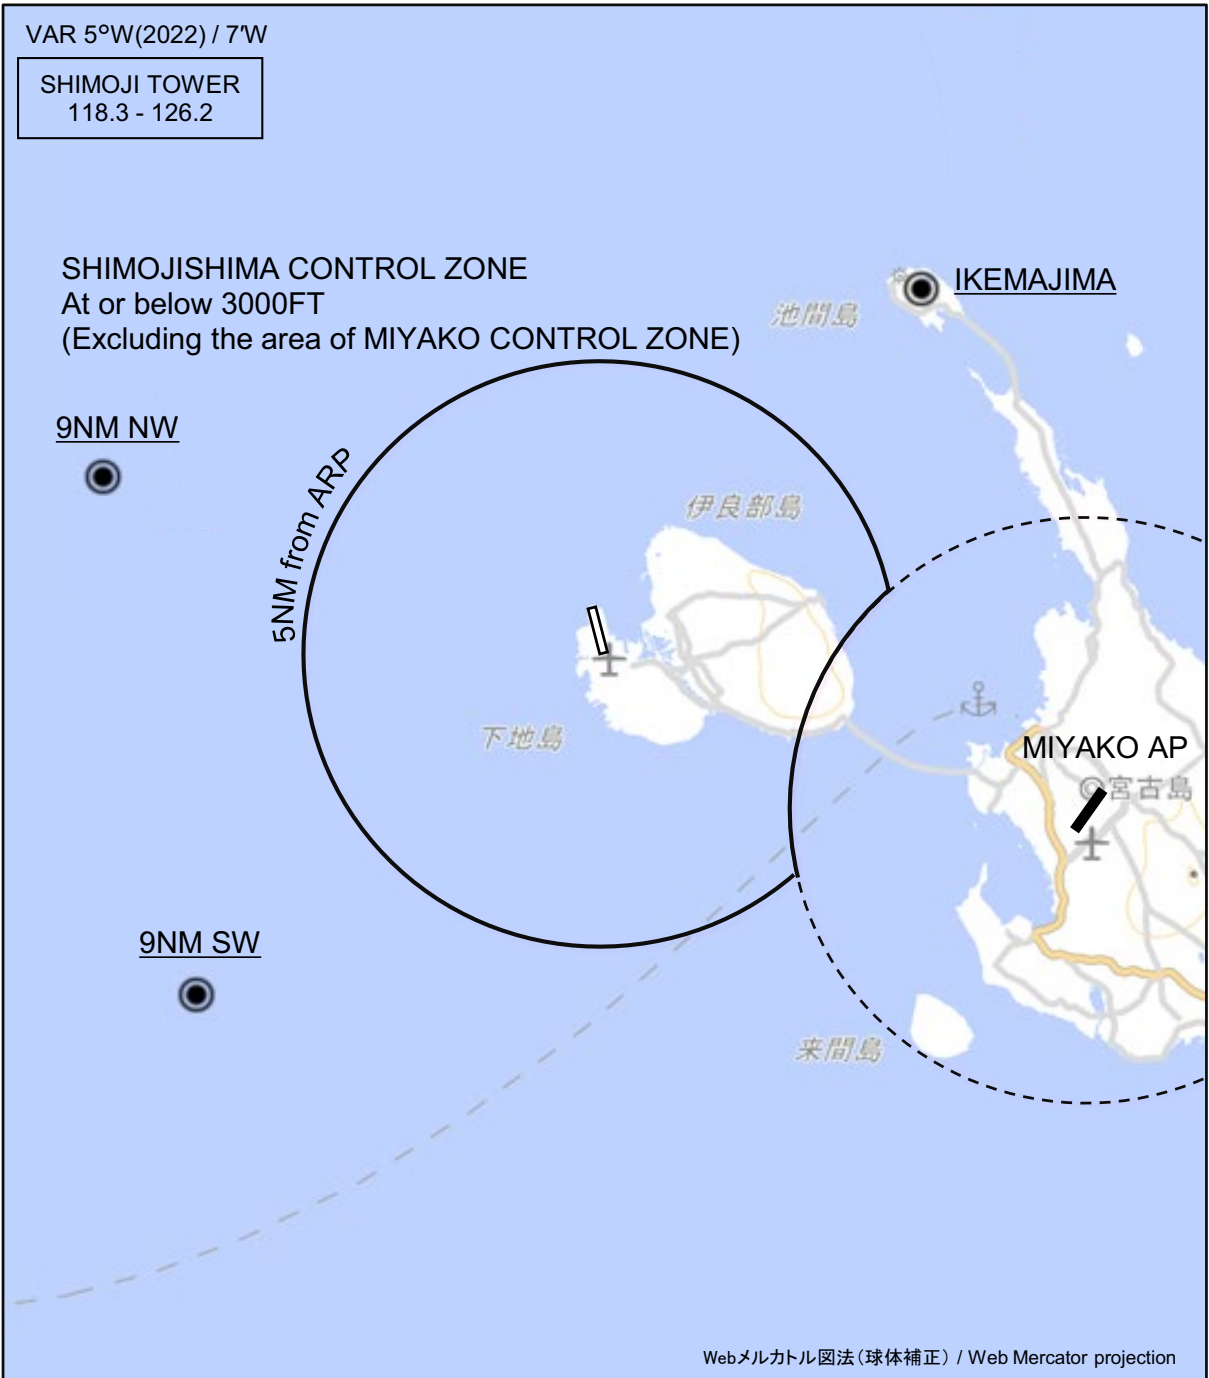 VAR 5°W(2022) / 7'W
SHIMOJI TOWER
118.3 - 126.2
SHIMOJISHIMA CONTROL ZONE
At or below 3000FT
(Excluding the area of MIYAKO CONTROL ZONE)
IKEMAJIMA
池間島
9NM NW
5NM from ARP
伊良部島
下地島
MIYAKO AP
宮古島
9NM SW
来間島
Webメルカトル図法(球体補正) / Web Mercator projection